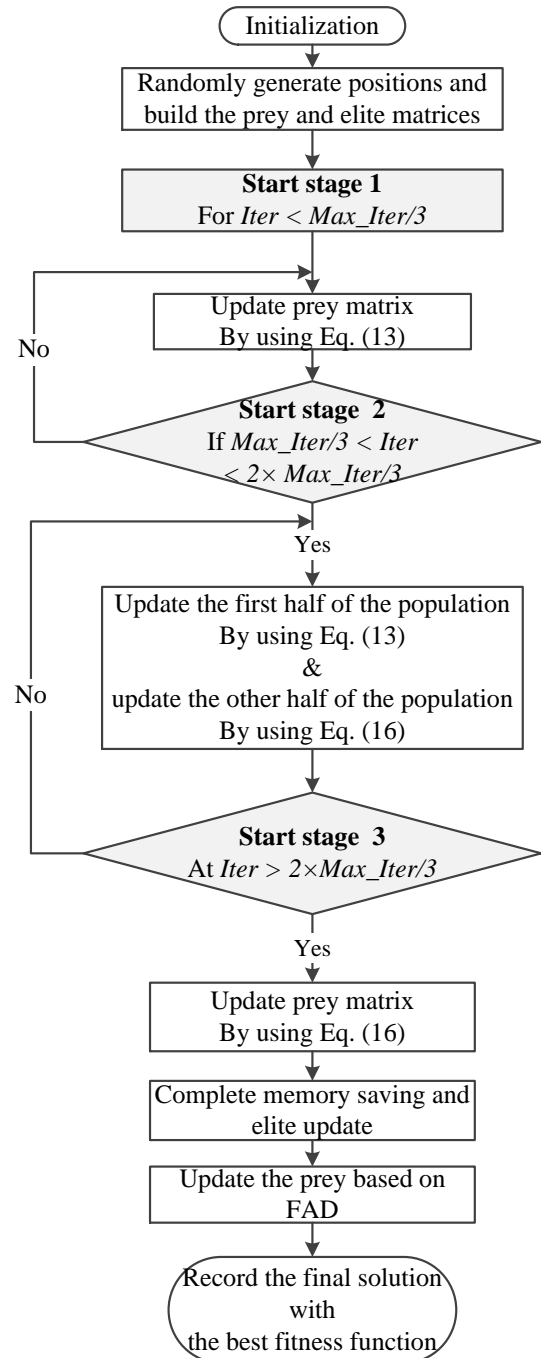 Initialization
Randomly generate positions and
build the prey and elite matrices
Start stage 1
For Iter < Max_Iter/3
Update prey matrix
By using Eq. (13)
No
Start stage 2
If Max_Iter/3 < Iter
< 2× Max_Iter/3
Yes
Update the first half of the population
By using Eq. (13)
&
update the other half of the population
By using Eq. (16)
No
Start stage 3
At Iter > 2×Max_Iter/3
Yes
Update prey matrix
By using Eq. (16)
Complete memory saving and
elite update
Update the prey based on
FAD
Record the final solution
with
the best fitness function